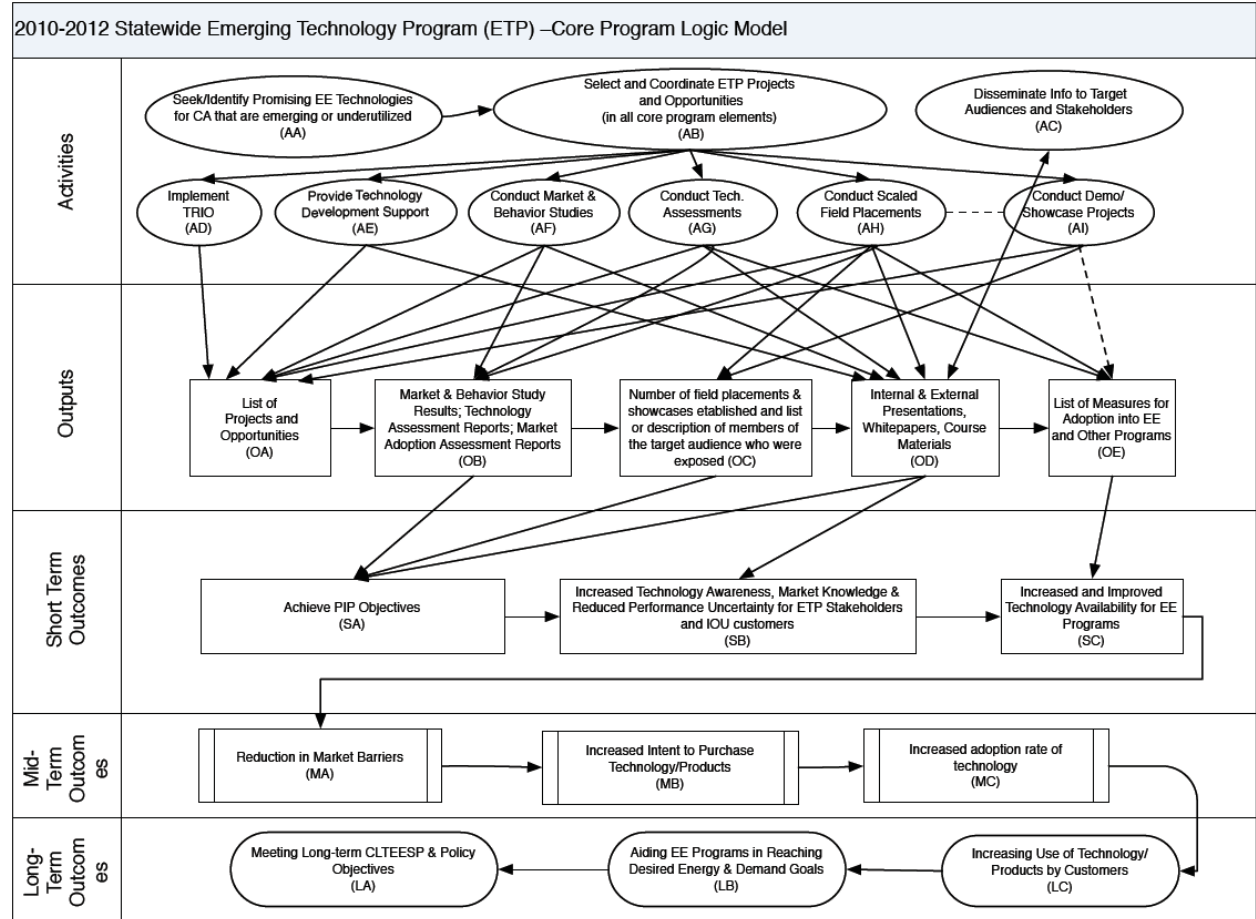 2010-2012 Statewide Emerging Technology Program (ETP) –Core Program Logic Model
Activities
Seek/Identify Promising EE Technologies
for CA that are emerging or underutilized
(AA)
Select and Coordinate ETP Projects
and Opportunities
(in all core program elements)
(AB)
Disseminate Info to Target
Audiences and Stakeholders
(AC)
Implement
TRIO
(AD)
Provide Technology
Development Support
(AE)
Conduct Market &
Behavior Studies
(AF)
Conduct Tech.
Assessments
(AG)
Conduct Scaled
Field Placements
(AH)
Conduct Demo/
Showcase Projects
(AI)
Outputs
List of
Projects and
Opportunities
(OA)
Market & Behavior Study
Results; Technology
Assessment Reports; Market
Adoption Assessment Reports
(OB)
Number of field placements &
showcases etablished and list
or description of members of
the target audience who were
exposed (OC)
Internal & External
Presentations,
Whitepapers, Course
Materials
(OD)
List of Measures for
Adoption into EE
and Other Programs
(OE)
Short Term
Outcomes
Achieve PIP Objectives
(SA)
Increased Technology Awareness, Market Knowledge &
Reduced Performance Uncertainty for ETP Stakeholders
and IOU customers
(SB)
Increased and Improved
Technology Availability for EE
Programs
(SC)
Mid-
Term
Outcom
es
Reduction in Market Barriers
(MA)
Increased Intent to Purchase
Technology/Products
(MB)
Increased adoption rate of
technology
(MC)
Long-
Term
Outcom
es
Meeting Long-term CLTEESP & Policy
Objectives
(LA)
Aiding EE Programs in Reaching
Desired Energy & Demand Goals
(LB)
Increasing Use of Technology/
Products by Customers
(LC)